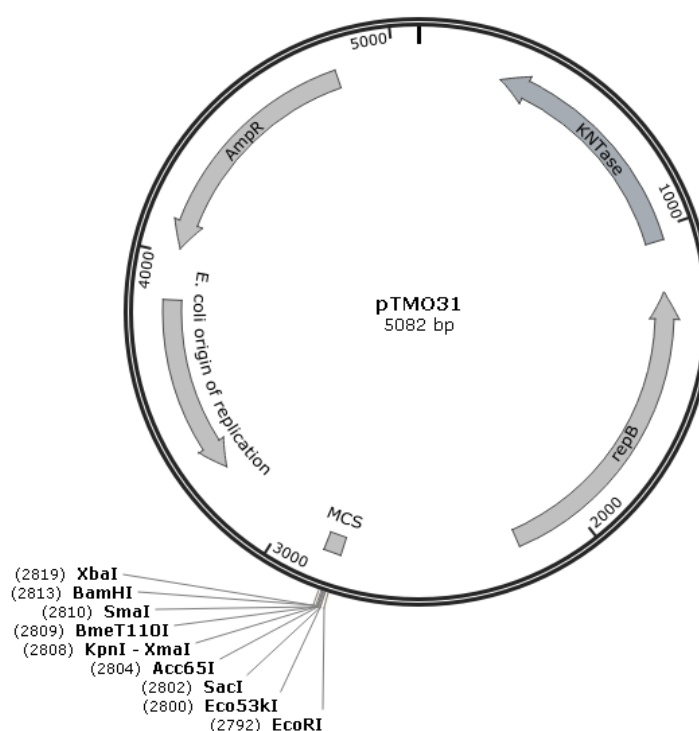 5000
AmpR
KNTase
1000
4000
pTMO31
5082 bp
E. coli origin of replication
repB
2000
MCS
3000
(2819) XbaI
(2813) BamHI
(2810) SmaI
(2809) BmeT110I
(2808) KpnI - XmaI
(2804) Acc65I
(2802) SacI
(2800) Eco53kI
(2792) EcoRI